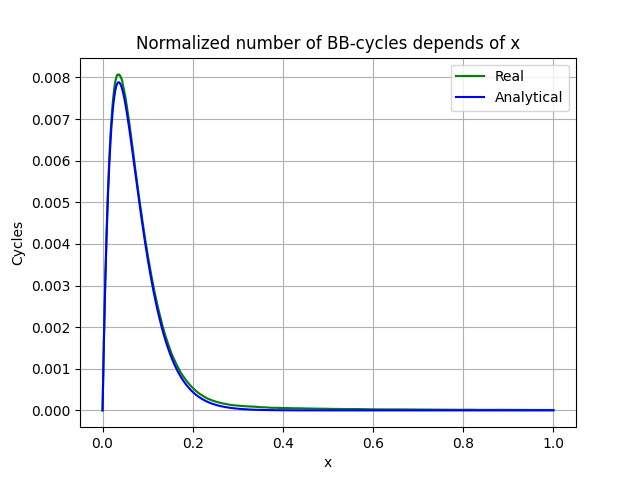 Normalized number of BB-cycles depends of x
Real
Analytical
0.008
0.007
0.006
0.005
0.004
0.003
0.002
0.001
0.000
Cycles
0.0 0.2 0.4 0.6 0.8 1.0
x